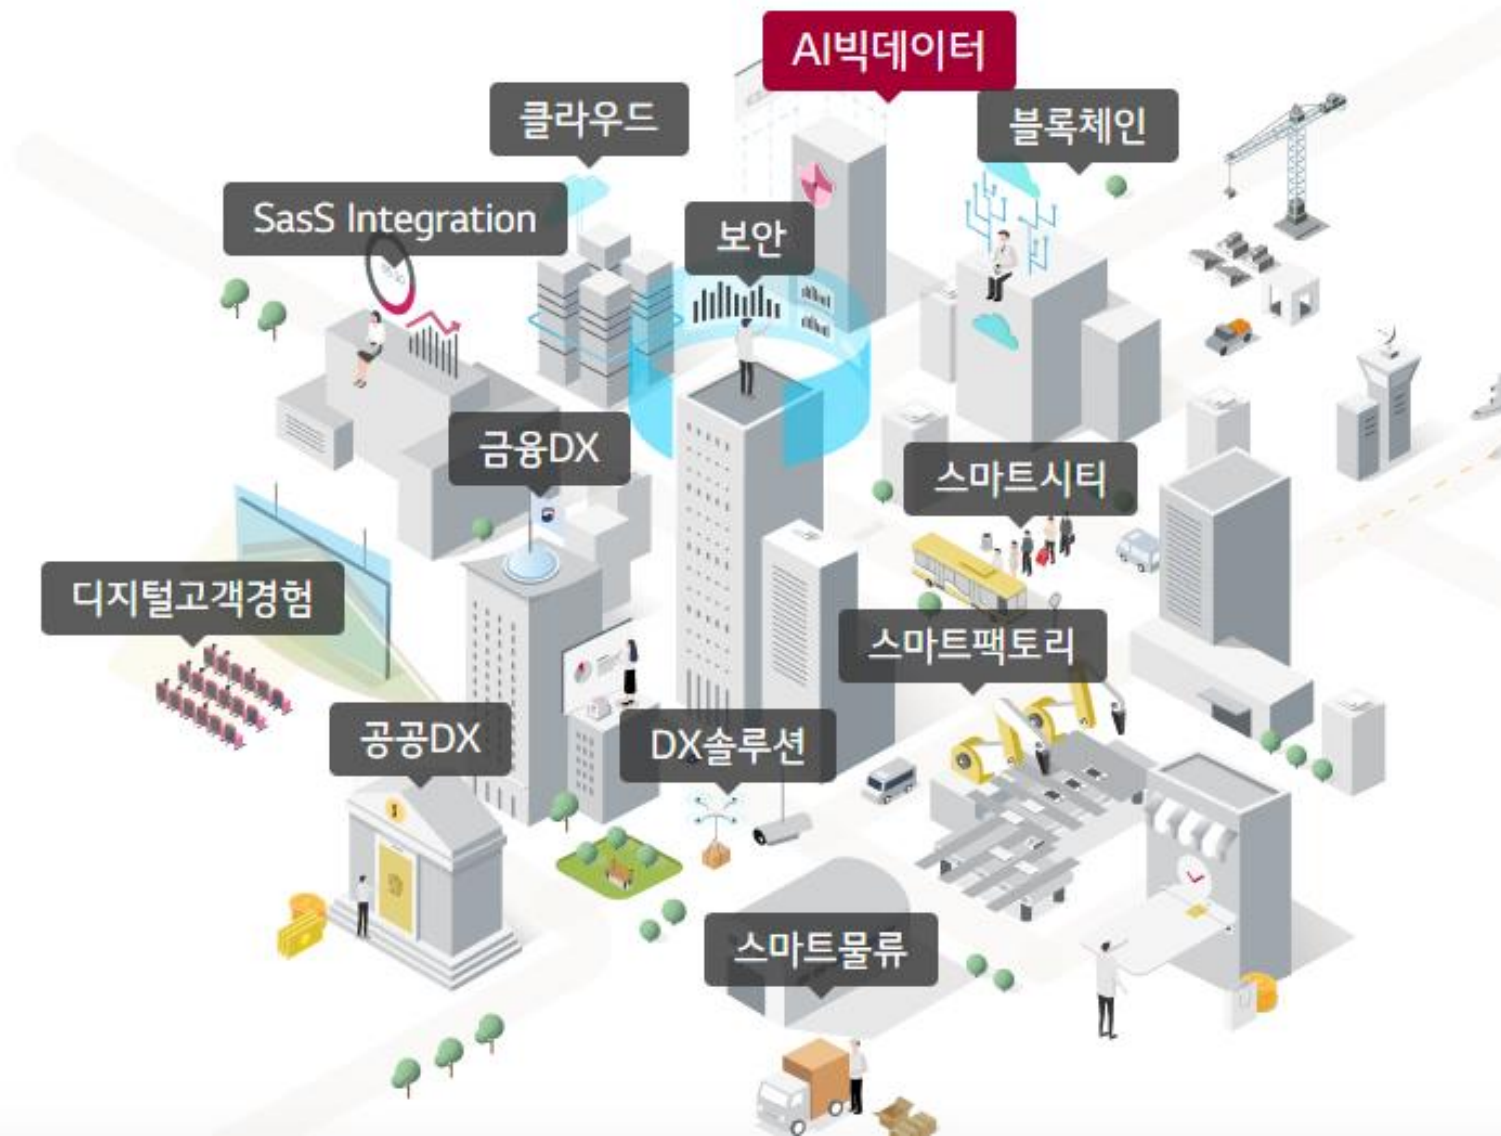 AI빅데이터
클라우드
블록체인
SasS Integration
보안
금융DX
스마트시티
디지털고객경험
스마트팩토리
공공DX
DX솔루션
스마트물류